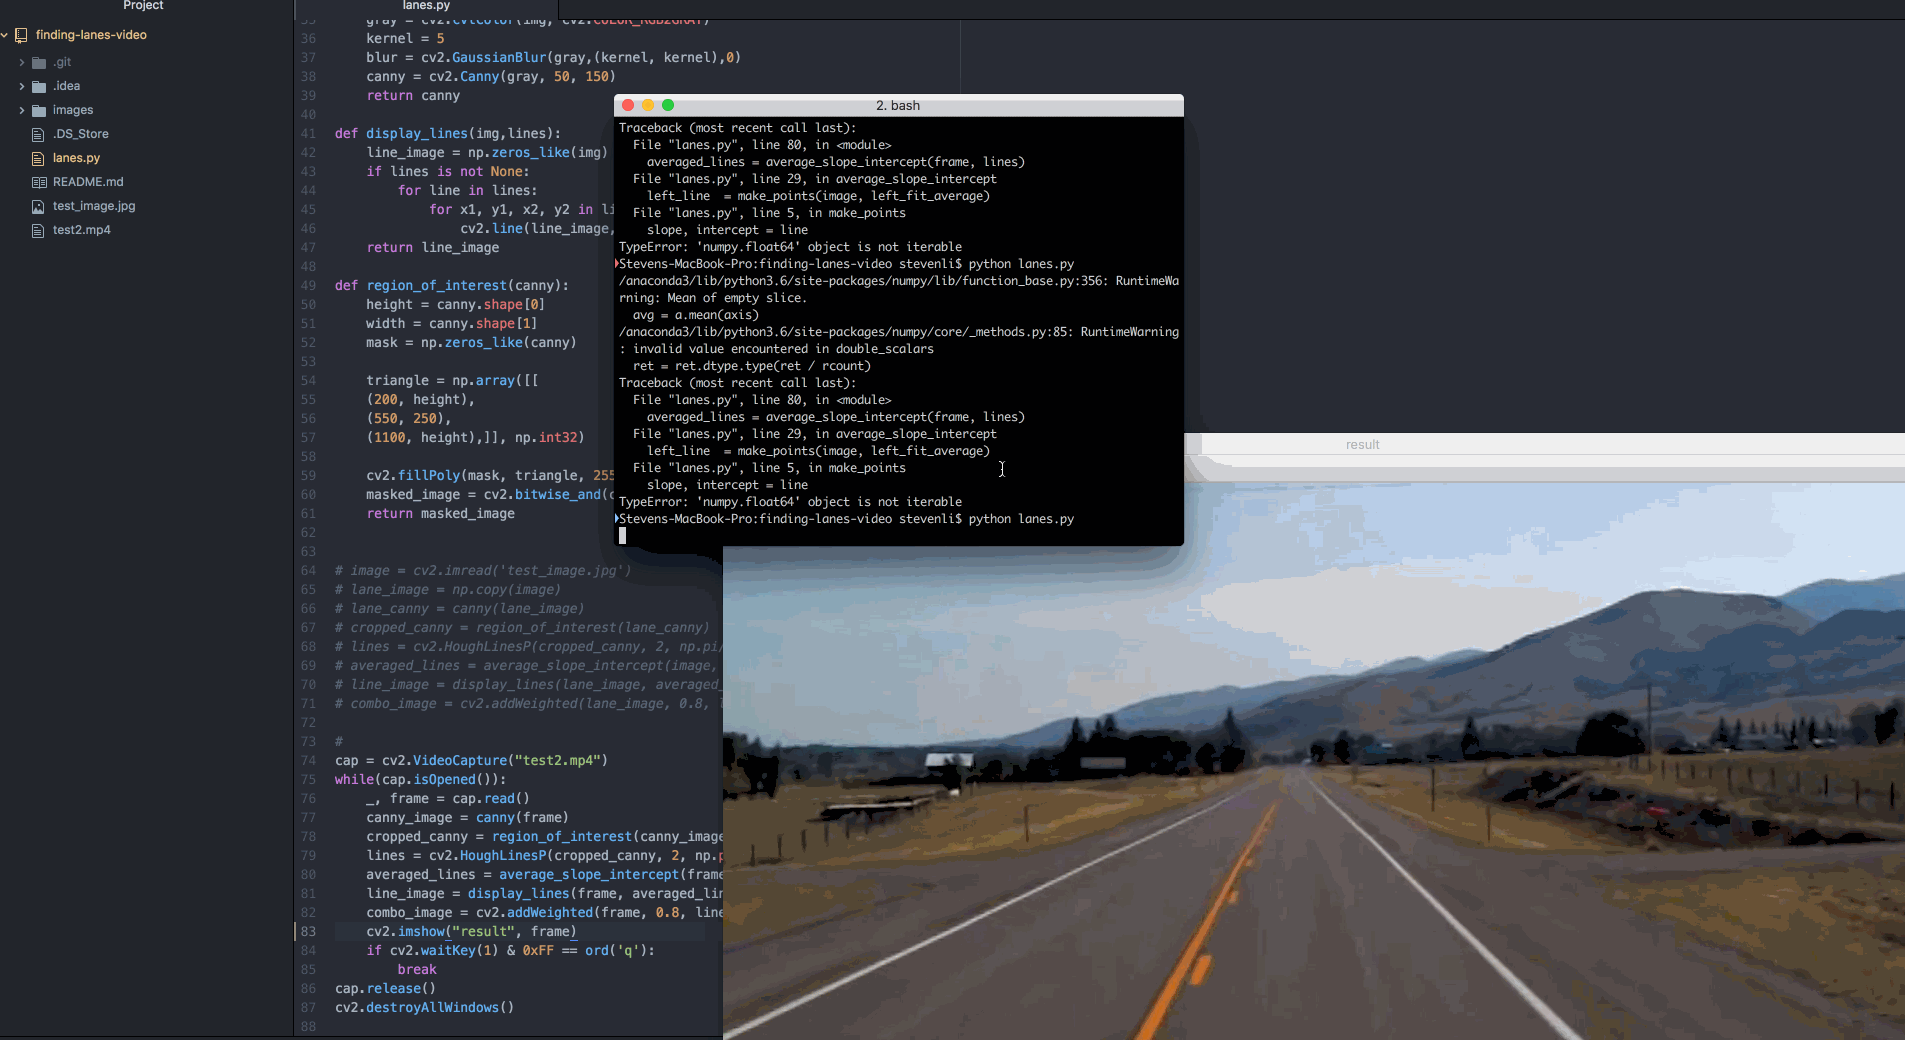 Project
finding-lanes-video
.git
.idea
images
.DS_Store
lanes.py
README.md
test_image.jpg
test2.mp4
lanes.py
35 gray = cv2.cvtColor(img, cv2.COLOR_RGB2GRAY)
36 kernel = 5
37 blur = cv2.GaussianBlur(gray,(kernel, kernel),0)
38 canny = cv2.Canny(gray, 50, 150)
39 return canny
40
41 def display_lines(img,lines):
42 line_image = np.zeros_like(img)
43 if lines is not None:
44 for line in lines:
45 for x1, y1, x2, y2 in li
46 cv2.line(line_image,
47 return line_image
48
49 def region_of_interest(canny):
50 height = canny.shape[0]
51 width = canny.shape[1]
52 mask = np.zeros_like(canny)
53
54 triangle = np.array([[
55 (200, height),
56 (550, 250),
57 (1100, height),]], np.int32)
58
59 cv2.fillPoly(mask, triangle, 255
60 masked_image = cv2.bitwise_and(c
61 return masked_image
62
63
64 # image = cv2.imread('test_image.jpg')
65 # lane_image = np.copy(image)
66 # lane_canny = canny(lane_image)
67 # cropped_canny = region_of_interest(lane_canny)
68 # lines = cv2.HoughLinesP(cropped_canny, 2, np.pi/
69 # averaged_lines = average_slope_intercept(image,
70 # line_image = display_lines(lane_image, averaged_
71 # combo_image = cv2.addWeighted(lane_image, 0.8, l
72
73 #
74 cap = cv2.VideoCapture("test2.mp4")
75 while(cap.isOpened()):
76 _, frame = cap.read()
77 canny_image = canny(frame)
78 cropped_canny = region_of_interest(canny_image
79 lines = cv2.HoughLinesP(cropped_canny, 2, np.p
80 averaged_lines = average_slope_intercept(frame
81 line_image = display_lines(frame, averaged_lin
82 combo_image = cv2.addWeighted(frame, 0.8, line
83 cv2.imshow("result", frame)
84 if cv2.waitKey(1) & 0xFF == ord('q'):
85 break
86 cap.release()
87 cv2.destroyAllWindows()
88
2. bash
Traceback (most recent call last):
File "lanes.py", line 80, in <module>
averaged_lines = average_slope_intercept(frame, lines)
File "lanes.py", line 29, in average_slope_intercept
left_line  = make_points(image, left_fit_average)
File "lanes.py", line 5, in make_points
slope, intercept = line
TypeError: 'numpy.float64' object is not iterable
Stevens-MacBook-Pro:finding-lanes-video stevenli$ python lanes.py
/anaconda3/lib/python3.6/site-packages/numpy/lib/function_base.py:356: RuntimeWa
rning: Mean of empty slice.
avg = a.mean(axis)
/anaconda3/lib/python3.6/site-packages/numpy/core/_methods.py:85: RuntimeWarning
: invalid value encountered in double_scalars
ret = ret.dtype.type(ret / rcount)
Traceback (most recent call last):
File "lanes.py", line 80, in <module>
averaged_lines = average_slope_intercept(frame, lines)
File "lanes.py", line 29, in average_slope_intercept
left_line  = make_points(image, left_fit_average)
File "lanes.py", line 5, in make_points
slope, intercept = line
TypeError: 'numpy.float64' object is not iterable
Stevens-MacBook-Pro:finding-lanes-video stevenli$ python lanes.py
result